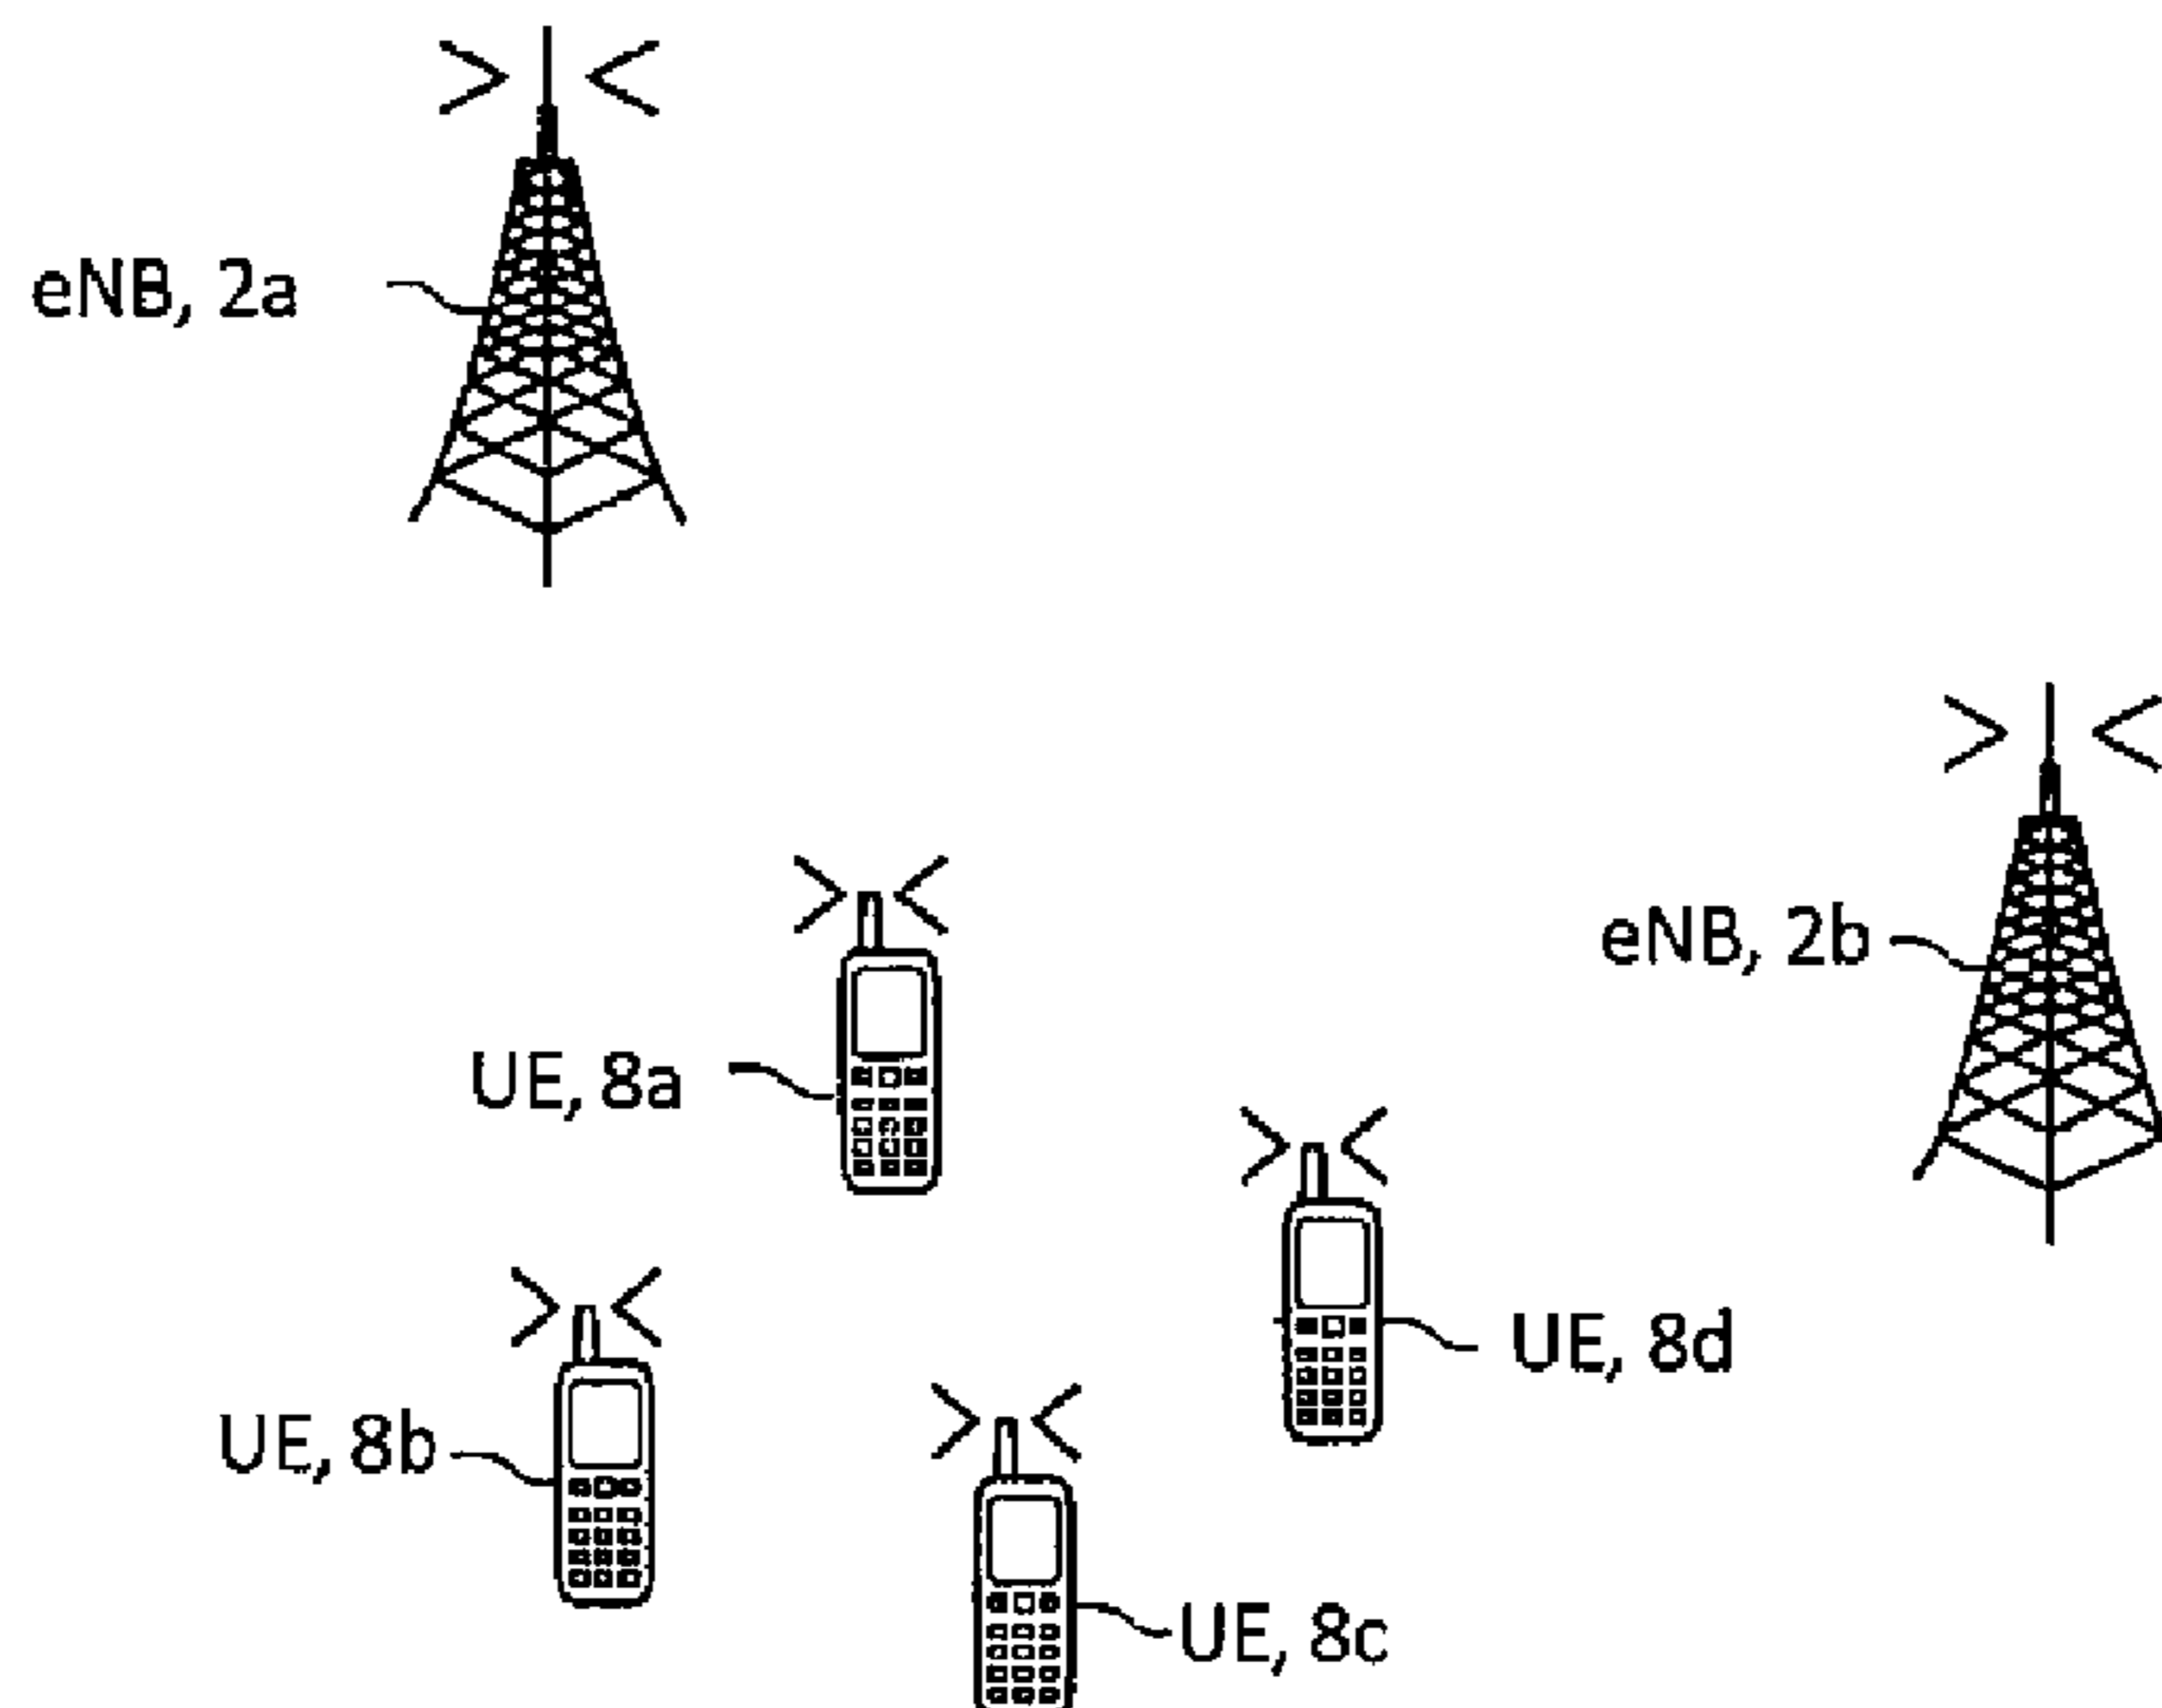 eNB, 2a
eNB, 2b
UE, 8a
UE, 8d
UE, 8b
UE, 8c